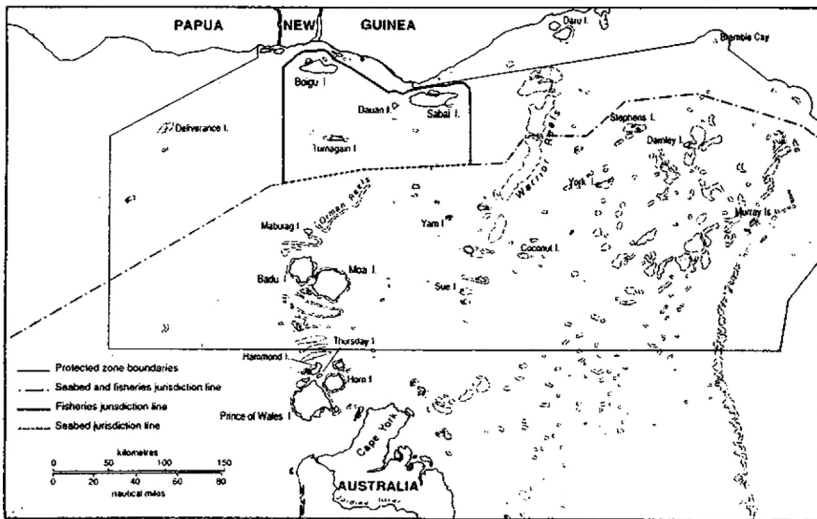 PAPUA NEW GUINEA
Daru I.
Bramble Cay
Boigu I
Dauan I.
Sabai I.
Deliverance I.
Turnagain I
Stephens I.
Darnley I.
Warrior Reefs
York I.
Orman Reefs
Mabuiag I
Yam I
Murray Is
Coconut I.
Badu I
Moa I.
Sue I
Thursday I
Hammond I.
Horn I
Prince of Wales I
Cape York
AUSTRALIA
Protected zone boundaries
Seabed and fisheries jurisdiction line
Fisheries jurisdiction line
Seabed jurisdiction line
kilometres
0 50 100 150
0 20 40 60 80
nautical miles